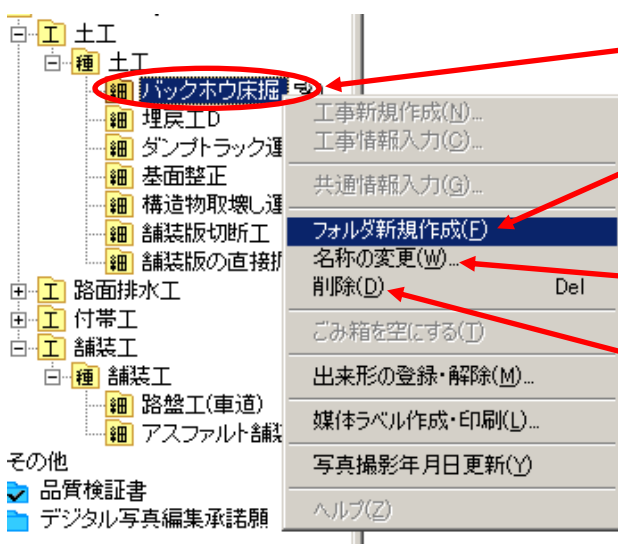 工 土工
種 土工
細 バックホウ床掘
細 埋戻工D
細 ダンプトラック運
細 基面整正
細 構造物取壊し運
細 舗装版切断工
細 舗装版の直接
工 路面排水工
工 付帯工
工 舗装工
種 舗装工
細 路盤工(車道)
細 アスファルト舗装
その他
品質検証書
デジタル写真編集承諾願
工事新規作成(N)...
工事情報入力(C)...
共通情報入力(G)...
フォルダ新規作成(F)
名称の変更(W)...
削除(D) Del
ごみ箱を空にする(T)
出来形の登録・解除(M)...
媒体ラベル作成・印刷(L)...
写真撮影年月日更新(Y)
ヘルプ(Z)